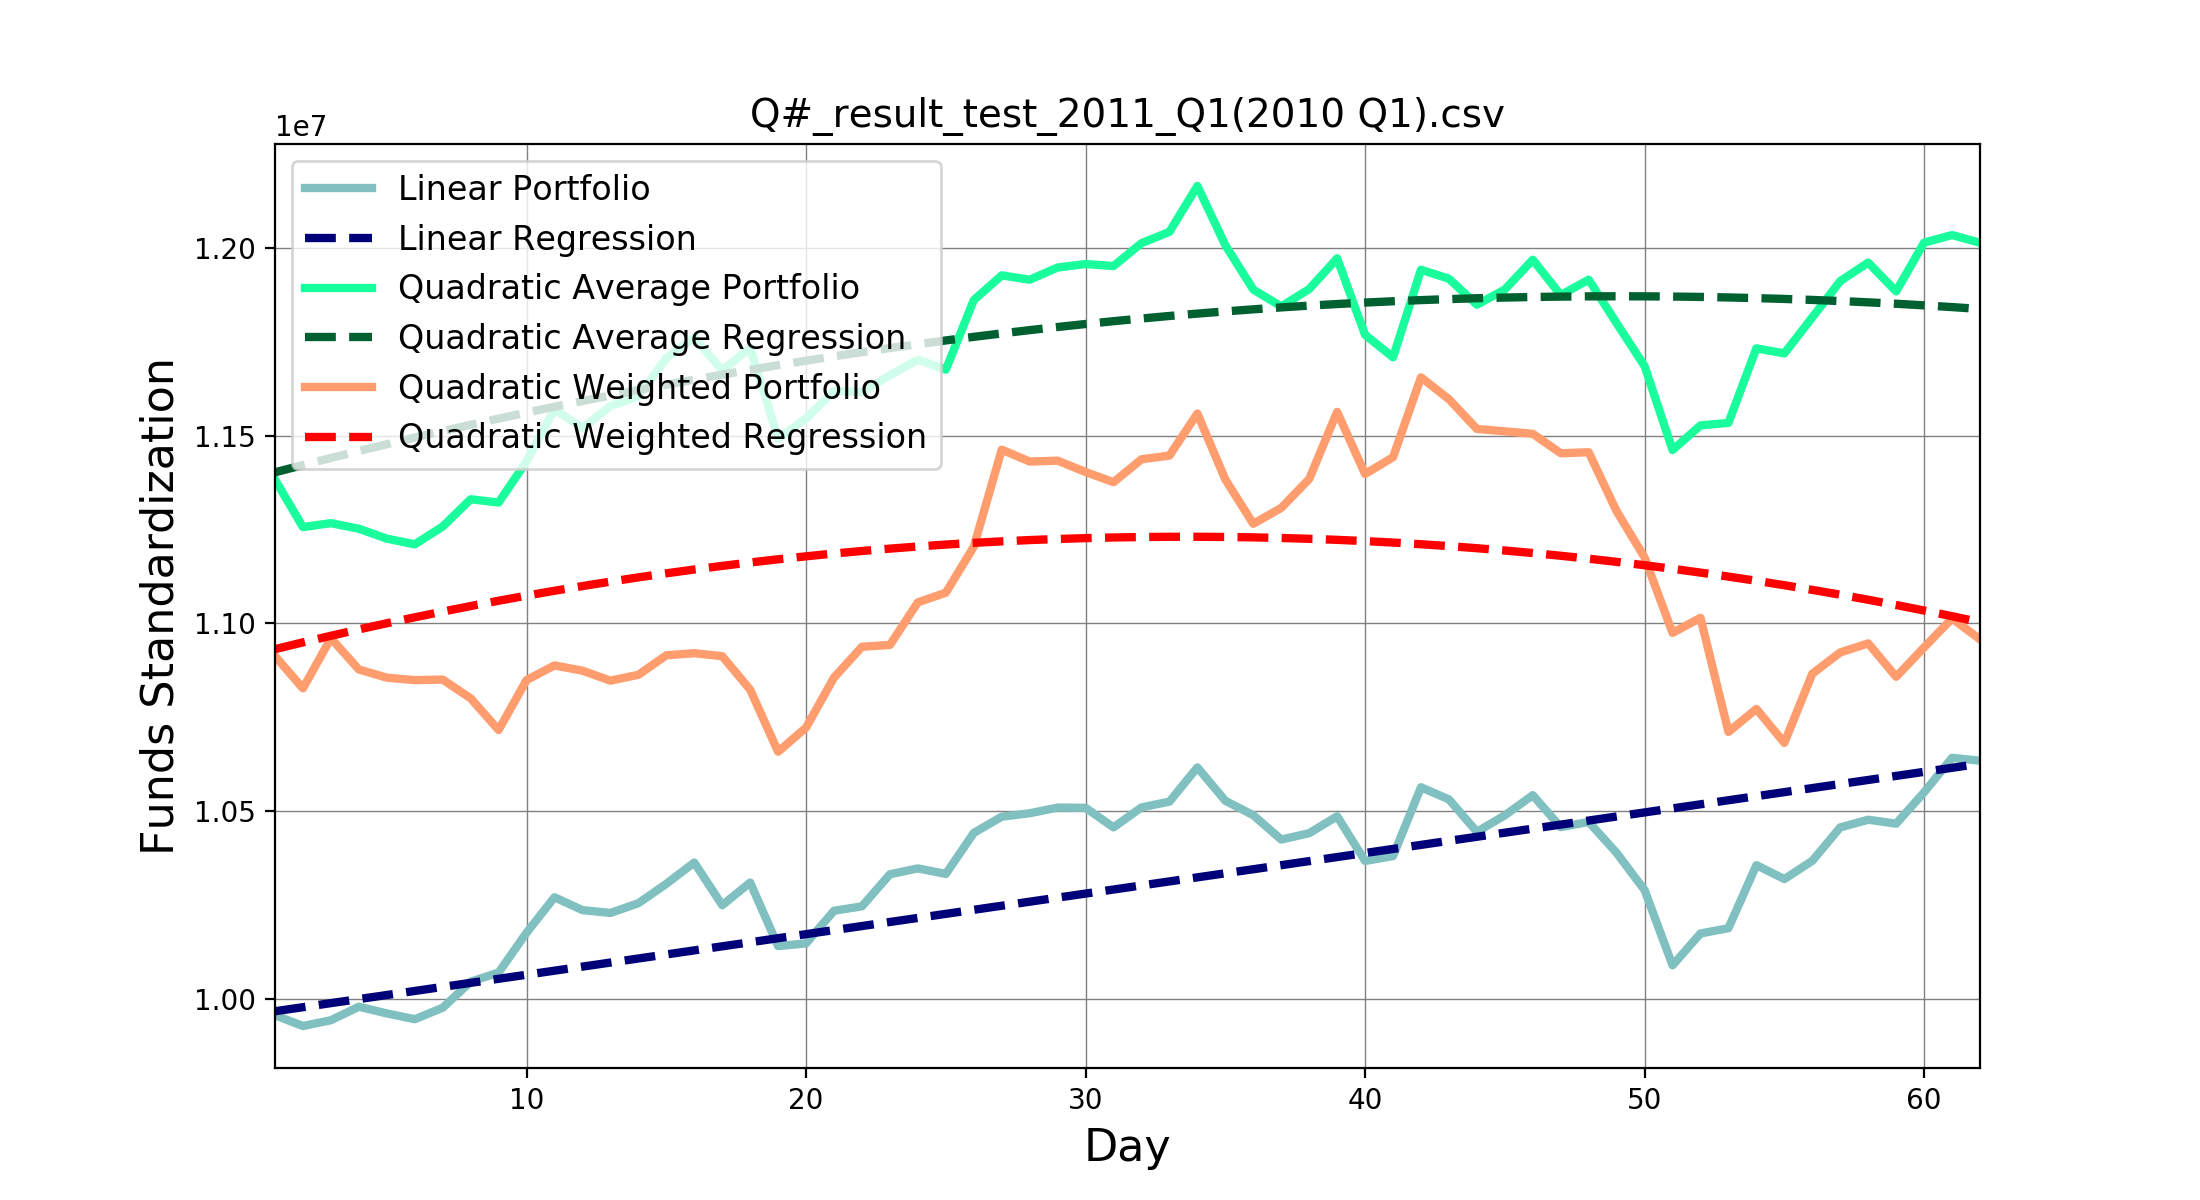 Q#_result_test_2011_Q1(2010 Q1).csv
1e7
Linear Portfolio
Linear Regression
Quadratic Average Portfolio
Quadratic Average Regression
Quadratic Weighted Portfolio
Quadratic Weighted Regression
1.20
1.15
1.10
1.05
1.00
Funds Standardization
10 20 30 40 50 60
Day